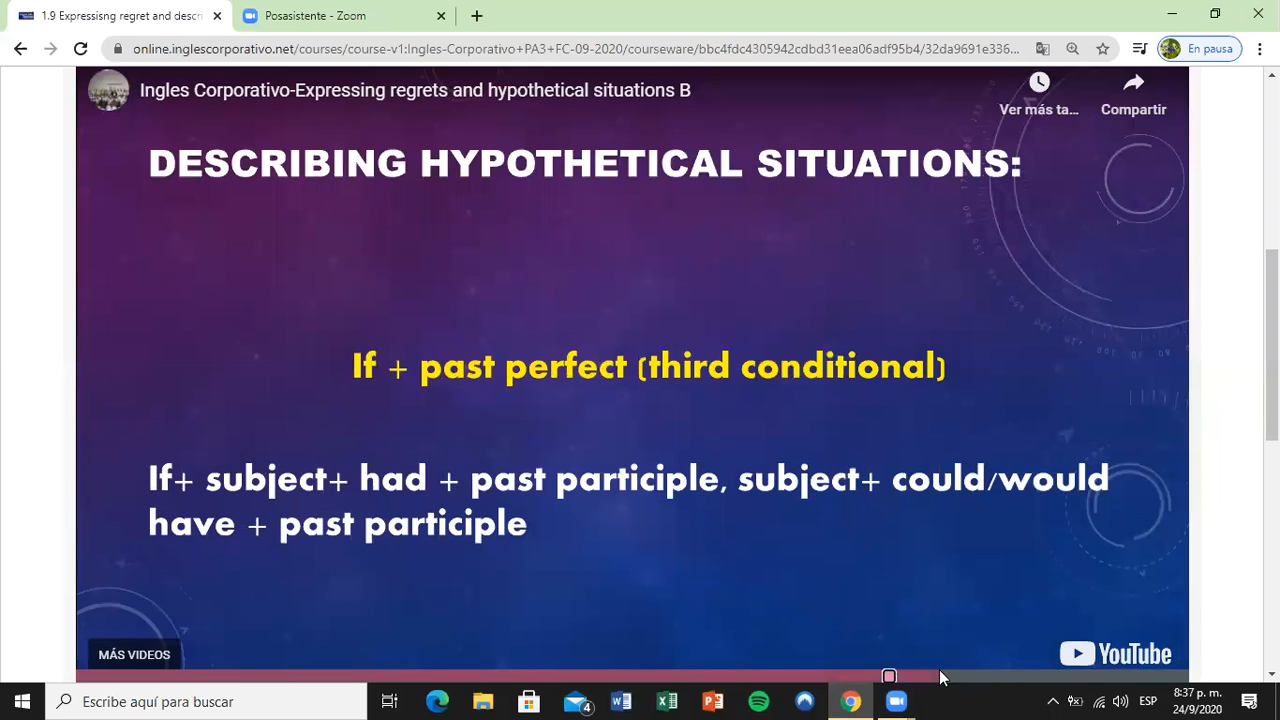 1.9 Expressisng regret and descri
Posasistente - Zoom
online.inglescorporativo.net/courses/course-v1:Ingles-Corporativo+PA3+FC-09-2020/courseware/bbc4fdc4305942cdbd31eea06adf95b4/32da9691e336...
En pausa
Ingles Corporativo-Expressing regrets and hypothetical situations B
Ver más ta...
Compartir
DESCRIBING HYPOTHETICAL SITUATIONS:
If + past perfect (third conditional)
If+ subject+ had + past participle, subject+ could/would
have + past participle
MÁS VIDEOS
YouTube
Escribe aquí para buscar
4
ESP
8:37 p. m.
24/9/2020